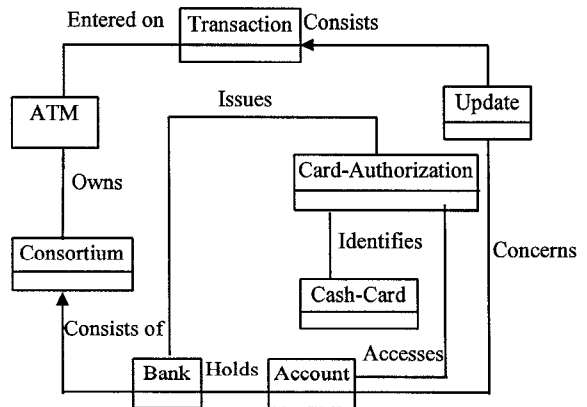 Entered on
Transaction
Consists
ATM
Issues
Update
Card-Authorization
Owns
Identifies
Concerns
Consortium
Cash-Card
Consists of
Accesses
Bank
Holds
Account